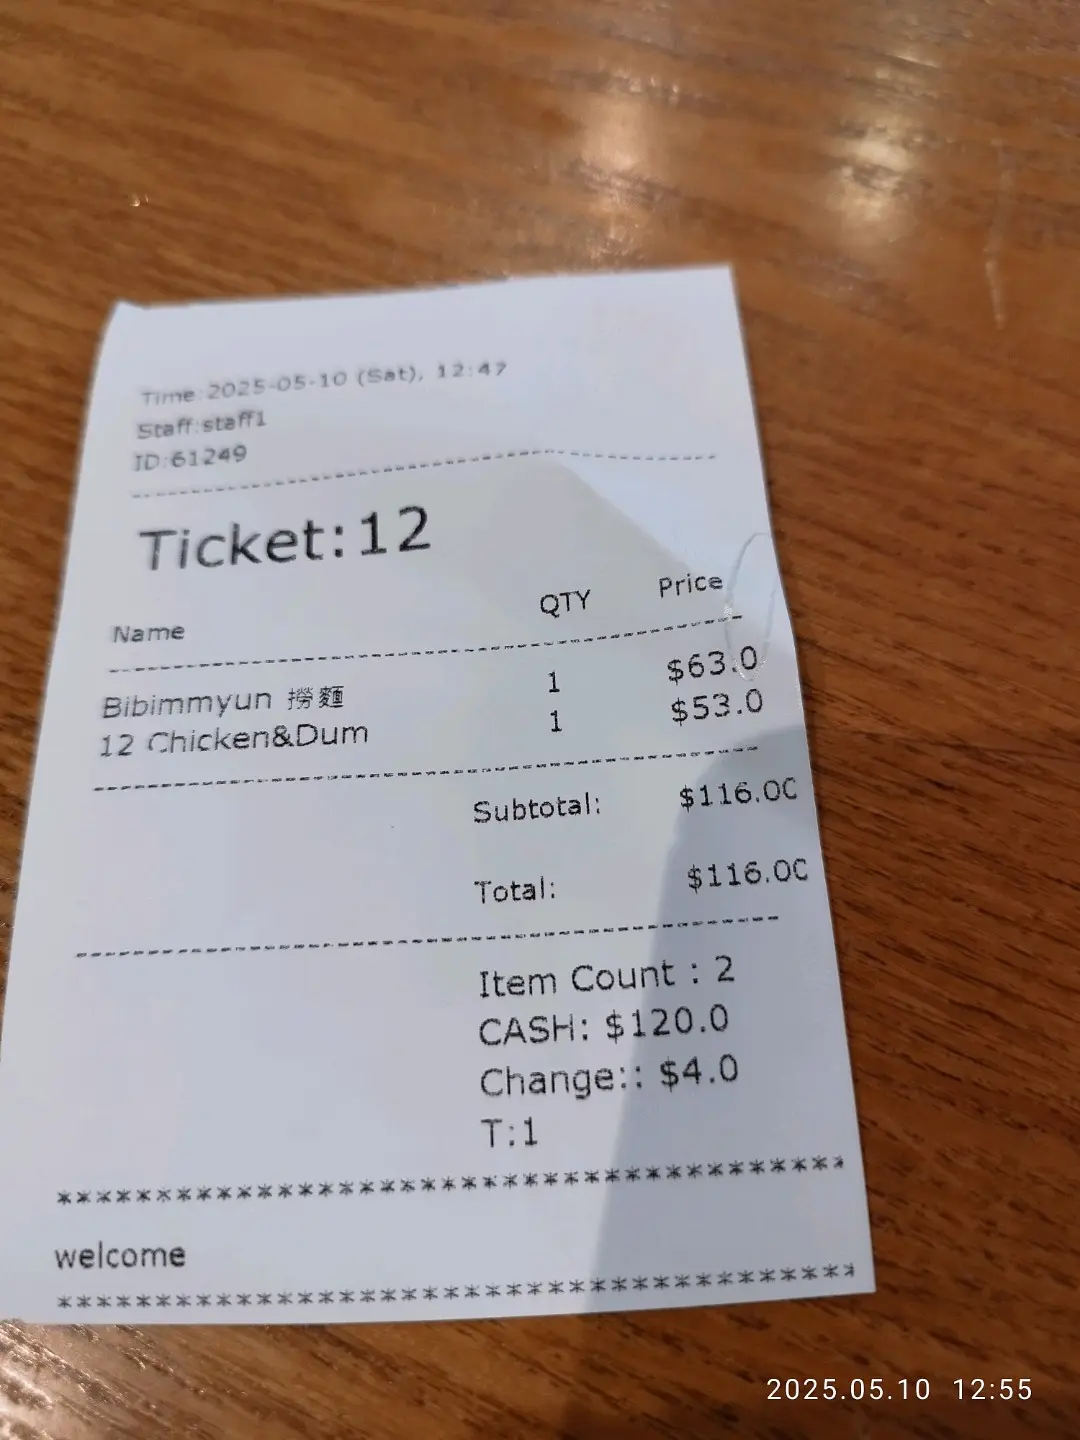 Time:2025-05-10 (Sat), 12:47
Staff:staff1
ID:61249
Ticket:12
Name QTY Price
Bibimmyun 撈麵 1 $63.0
12 Chicken&Dum 1 $53.0
Subtotal: $116.00
Total: $116.00
Item Count : 2
CASH: $120.0
Change:: $4.0
T:1
******************************************
welcome
******************************************
2025.05.10 12:55